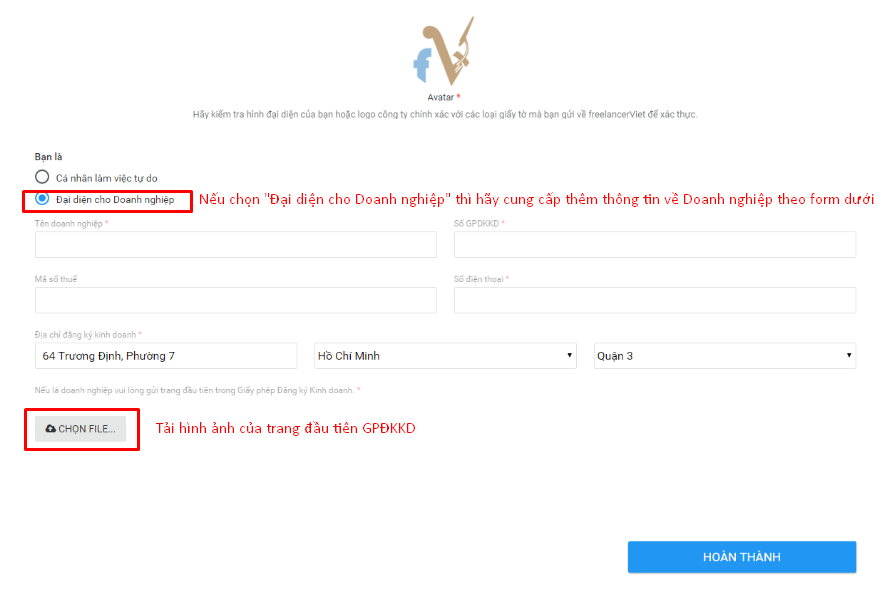 fV
Avatar *
Hãy kiểm tra hình đại diện của bạn hoặc logo công ty chính xác với các loại giấy tờ mà bạn gửi về freelancerViet để xác thực.
Bạn là
Cá nhân làm việc tự do
Đại diện cho Doanh nghiệp Nếu chọn "Đại diện cho Doanh nghiệp" thì hãy cung cấp thêm thông tin về Doanh nghiệp theo form dưới
Tên doanh nghiệp * Số GPDKKD *
Mã số thuế Số điện thoại *
Địa chỉ đăng ký kinh doanh *
64 Trương Định, Phường 7 Hồ Chí Minh Quận 3
Nếu là doanh nghiệp vui lòng gửi trang đầu tiên trong Giấy phép Đăng ký Kinh doanh. *
CHỌN FILE... Tải hình ảnh của trang đầu tiên GPĐKKD
HOÀN THÀNH